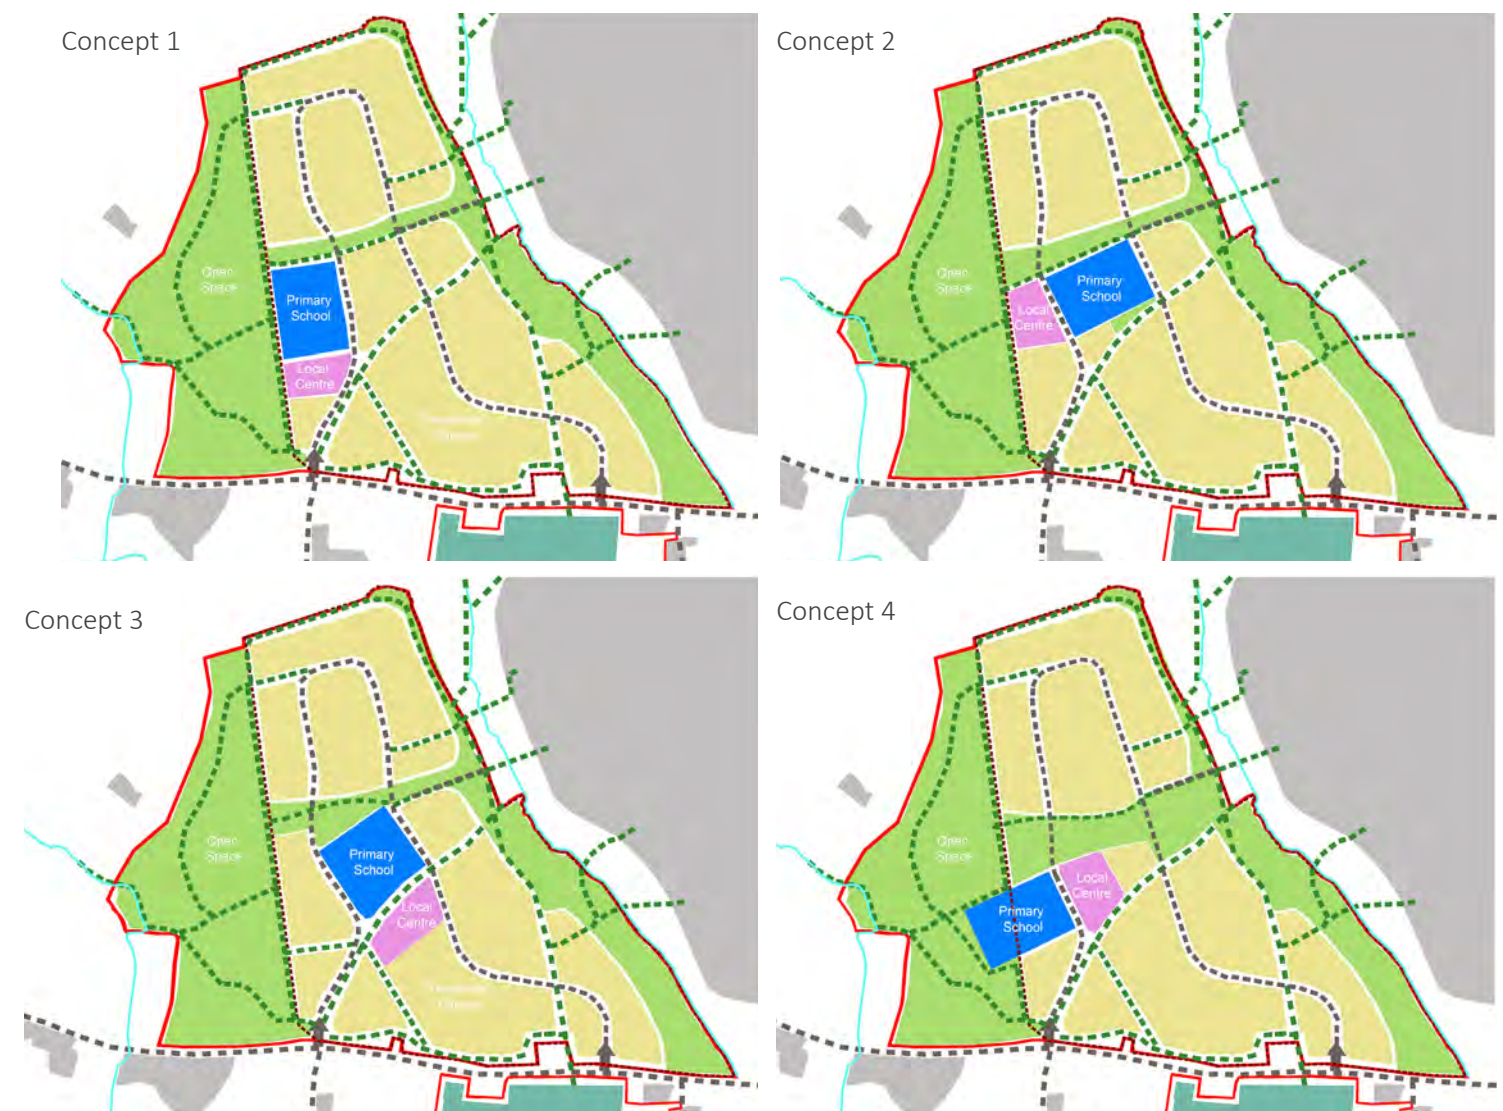 Concept 1
Concept 2
Open
Space
Primary
School
Local
Centre
Open
Space
Primary
School
Local
Centre
Concept 3
Concept 4
Open
Space
Primary
School
Local
Centre
Open
Space
Primary
School
Local
Centre